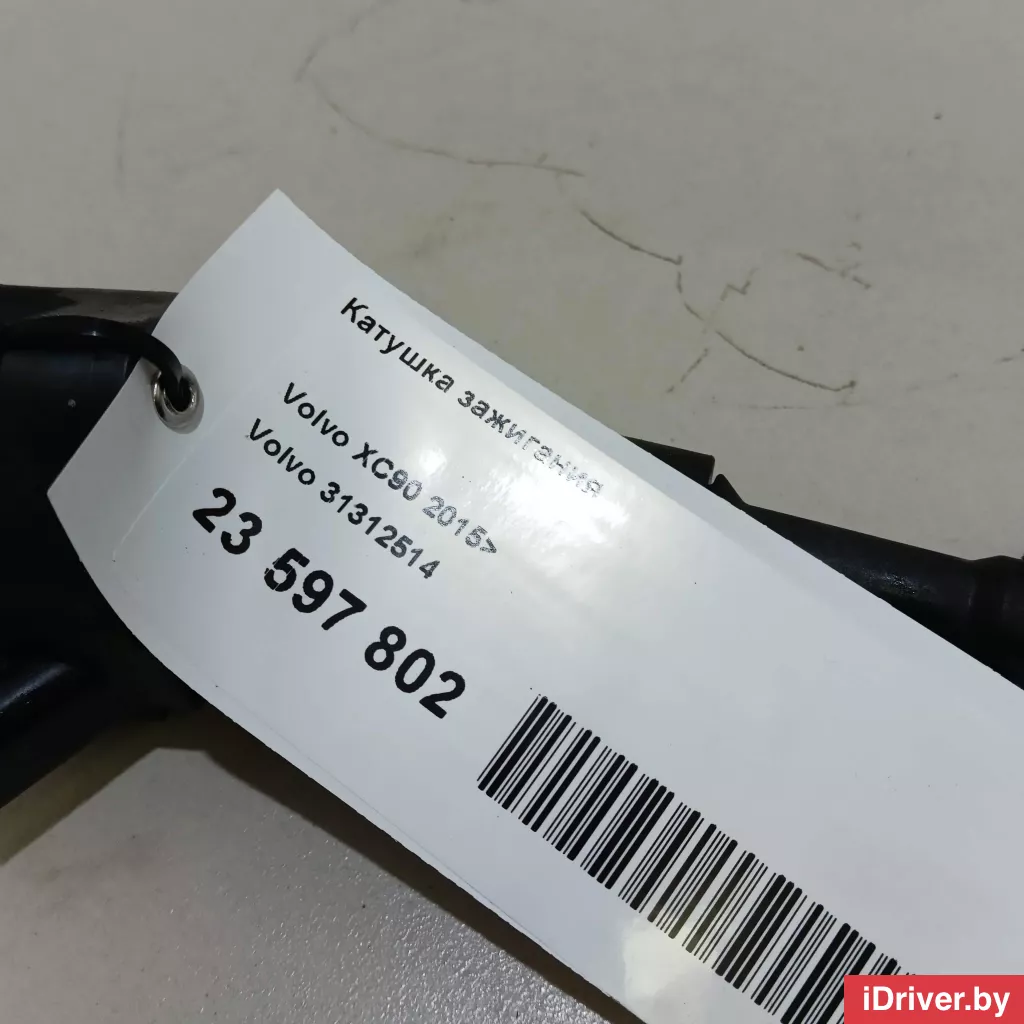 Катушка зажигания
Volvo XC90 2015>
Volvo 31312514
23 597 802
iDriver.by